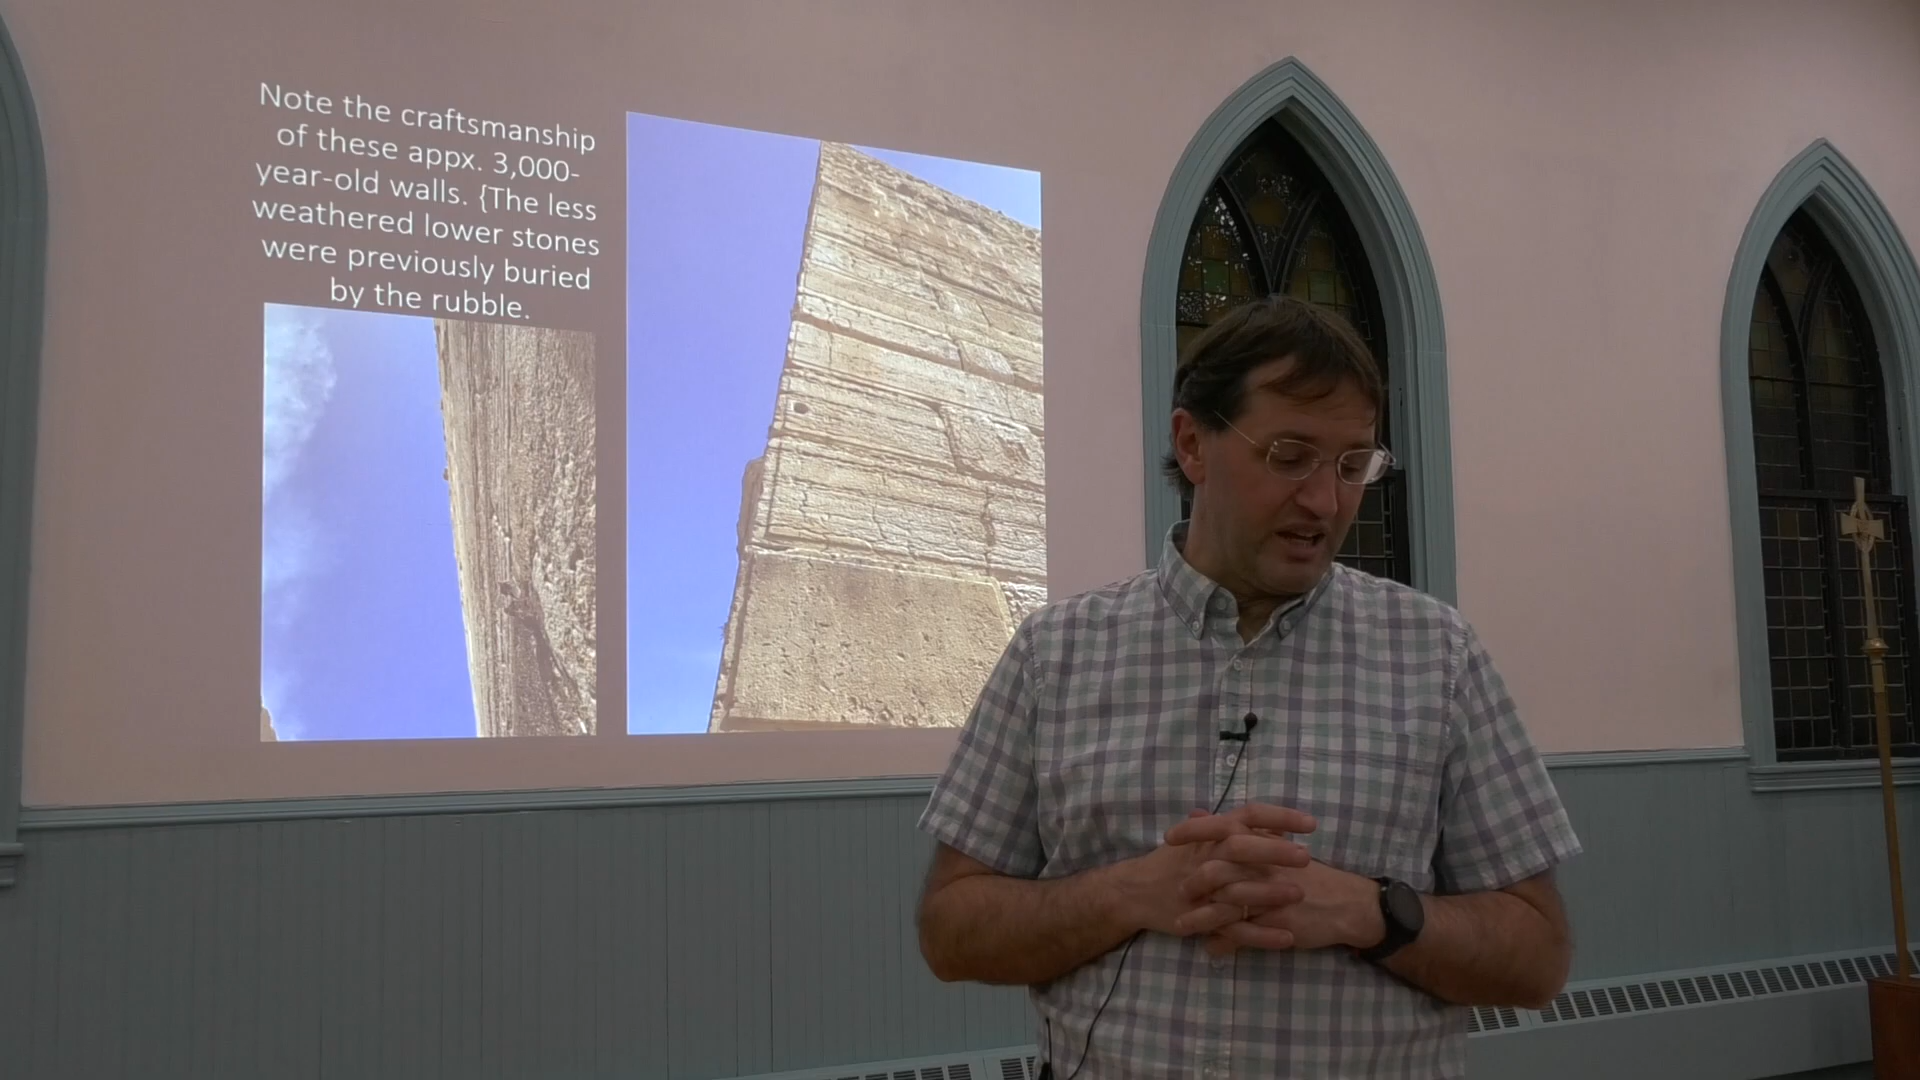 Note the craftsmanship
of these appx. 3,000-
year-old walls. {The less
weathered lower stones
were previously buried
by the rubble.